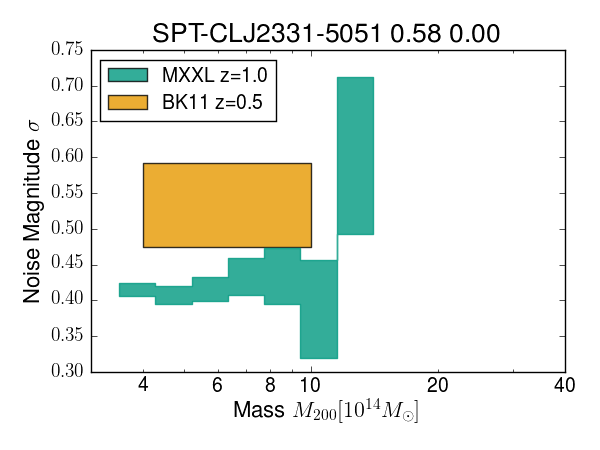 SPT-CLJ2331-5051 0.58 0.00
MXXL z=1.0
BK11 z=0.5
Noise Magnitude σ
0.75
0.70
0.65
0.60
0.55
0.50
0.45
0.40
0.35
0.30
4 6 8 10 20 40
Mass M₂₀₀[10¹⁴M☉]